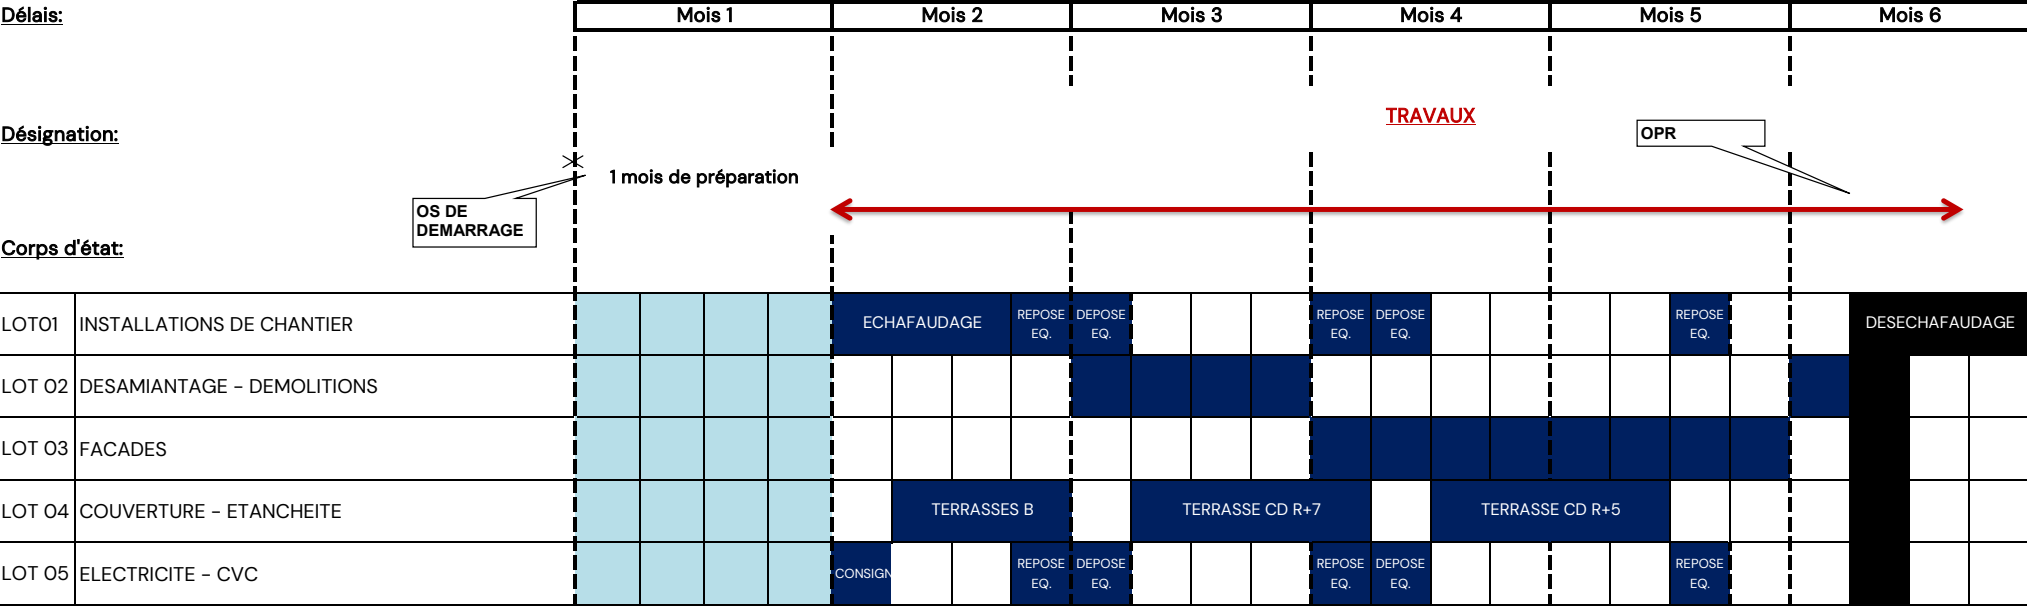 Délais:
Mois 1
Mois 2
Mois 3
Mois 4
Mois 5
Mois 6
TRAVAUX
Désignation:
OPR
1 mois de préparation
OS DE
DEMARRAGE
Corps d'état:
LOT01 INSTALLATIONS DE CHANTIER
ECHAFAUDAGE
REPOSE
EQ.
DEPOSE
EQ.
REPOSE
EQ.
DEPOSE
EQ.
REPOSE
EQ.
DESECHAFAUDAGE
LOT 02 DESAMIANTAGE - DEMOLITIONS
LOT 03 FACADES
LOT 04 COUVERTURE - ETANCHEITE
TERRASSES B
TERRASSE CD R+7
TERRASSE CD R+5
LOT 05 ELECTRICITE - CVC
CONSIGN
REPOSE
EQ.
DEPOSE
EQ.
REPOSE
EQ.
DEPOSE
EQ.
REPOSE
EQ.